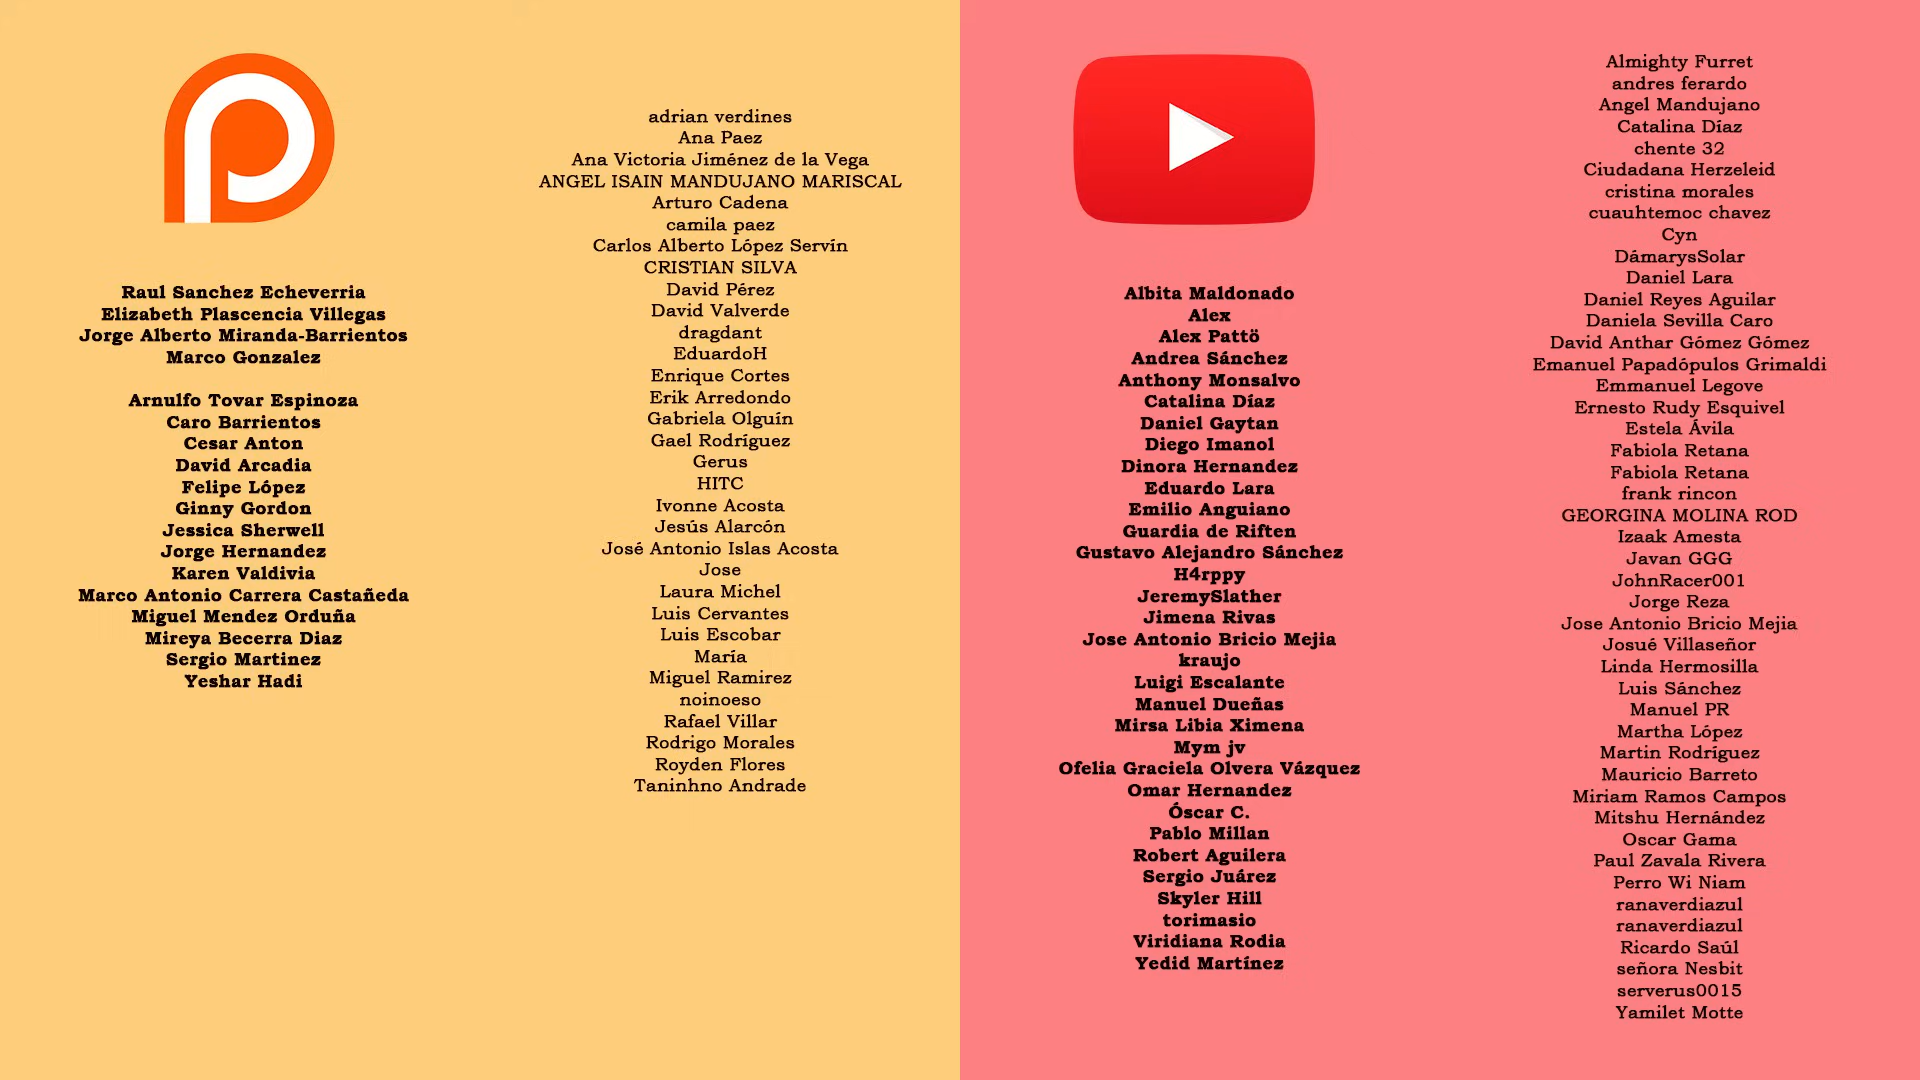 Raul Sanchez Echeverria
Elizabeth Plascencia Villegas
Jorge Alberto Miranda-Barrientos
Marco Gonzalez
Arnulfo Tovar Espinoza
Caro Barrientos
Cesar Anton
David Arcadia
Felipe López
Ginny Gordon
Jessica Sherwell
Jorge Hernandez
Karen Valdivia
Marco Antonio Carrera Castañeda
Miguel Mendez Orduña
Mireya Becerra Diaz
Sergio Martinez
Yeshar Hadi
adrian verdines
Ana Paez
Ana Victoria Jiménez de la Vega
ANGEL ISAIN MANDUJANO MARISCAL
Arturo Cadena
camila paez
Carlos Alberto López Servín
CRISTIAN SILVA
David Pérez
David Valverde
dragdant
EduardoH
Enrique Cortes
Erik Arredondo
Gabriela Olguín
Gael Rodríguez
Gerus
HITC
Ivonne Acosta
Jesús Alarcón
José Antonio Islas Acosta
Jose
Laura Michel
Luis Cervantes
Luis Escobar
María
Miguel Ramirez
noinoeso
Rafael Villar
Rodrigo Morales
Royden Flores
Taninhno Andrade
Albita Maldonado
Alex
Alex Pattö
Andrea Sánchez
Anthony Monsalvo
Catalina Díaz
Daniel Gaytan
Diego Imanol
Dinora Hernandez
Eduardo Lara
Emilio Anguiano
Guardia de Riften
Gustavo Alejandro Sánchez
H4rppy
JeremySlather
Jimena Rivas
Jose Antonio Bricio Mejia
kraujo
Luigi Escalante
Manuel Dueñas
Mirsa Libia Ximena
Mym jv
Ofelia Graciela Olvera Vázquez
Omar Hernandez
Óscar C.
Pablo Millan
Robert Aguilera
Sergio Juárez
Skyler Hill
torimasio
Viridiana Rodia
Yedid Martínez
Almighty Furret
andres ferardo
Angel Mandujano
Catalina Díaz
chente 32
Ciudadana Herzeleid
cristina morales
cuauhtemoc chavez
Cyn
DámarysSolar
Daniel Lara
Daniel Reyes Aguilar
Daniela Sevilla Caro
David Anthar Gómez Gómez
Emanuel Papadópulos Grimaldi
Emmanuel Legove
Ernesto Rudy Esquivel
Estela Ávila
Fabiola Retana
Fabiola Retana
frank rincon
GEORGINA MOLINA ROD
Izaak Amesta
Javan GGG
JohnRacer001
Jorge Reza
Jose Antonio Bricio Mejia
Josué Villaseñor
Linda Hermosilla
Luis Sánchez
Manuel PR
Martha López
Martin Rodríguez
Mauricio Barreto
Miriam Ramos Campos
Mitshu Hernández
Oscar Gama
Paul Zavala Rivera
Perro Wi Niam
ranaverdiazul
ranaverdiazul
Ricardo Saúl
señora Nesbit
serverus0015
Yamilet Motte